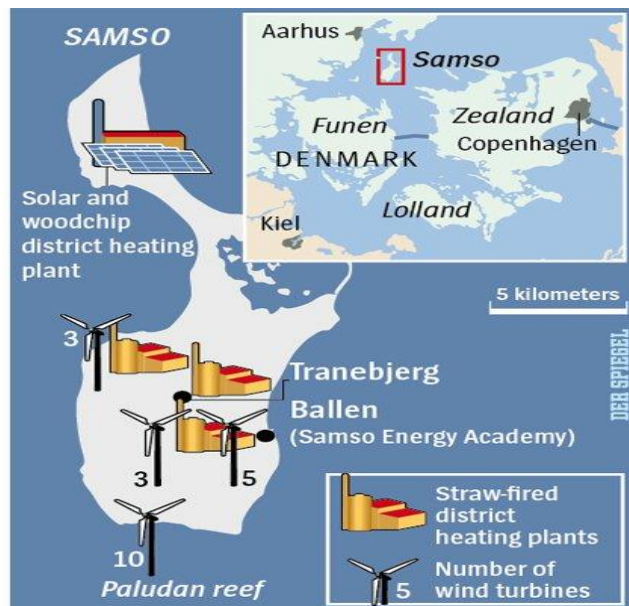 SAMSO
Solar and
woodchip
district heating
plant
Aarhus
Samso
Funen
Zealand
Copenhagen
DENMARK
Lolland
Kiel
5 kilometers
DER SPIEGEL
3
Tranebjerg
Ballen
(Samso Energy Academy)
3
5
10
Paludan reef
Straw-fired
district
heating plants
5
Number of
wind turbines